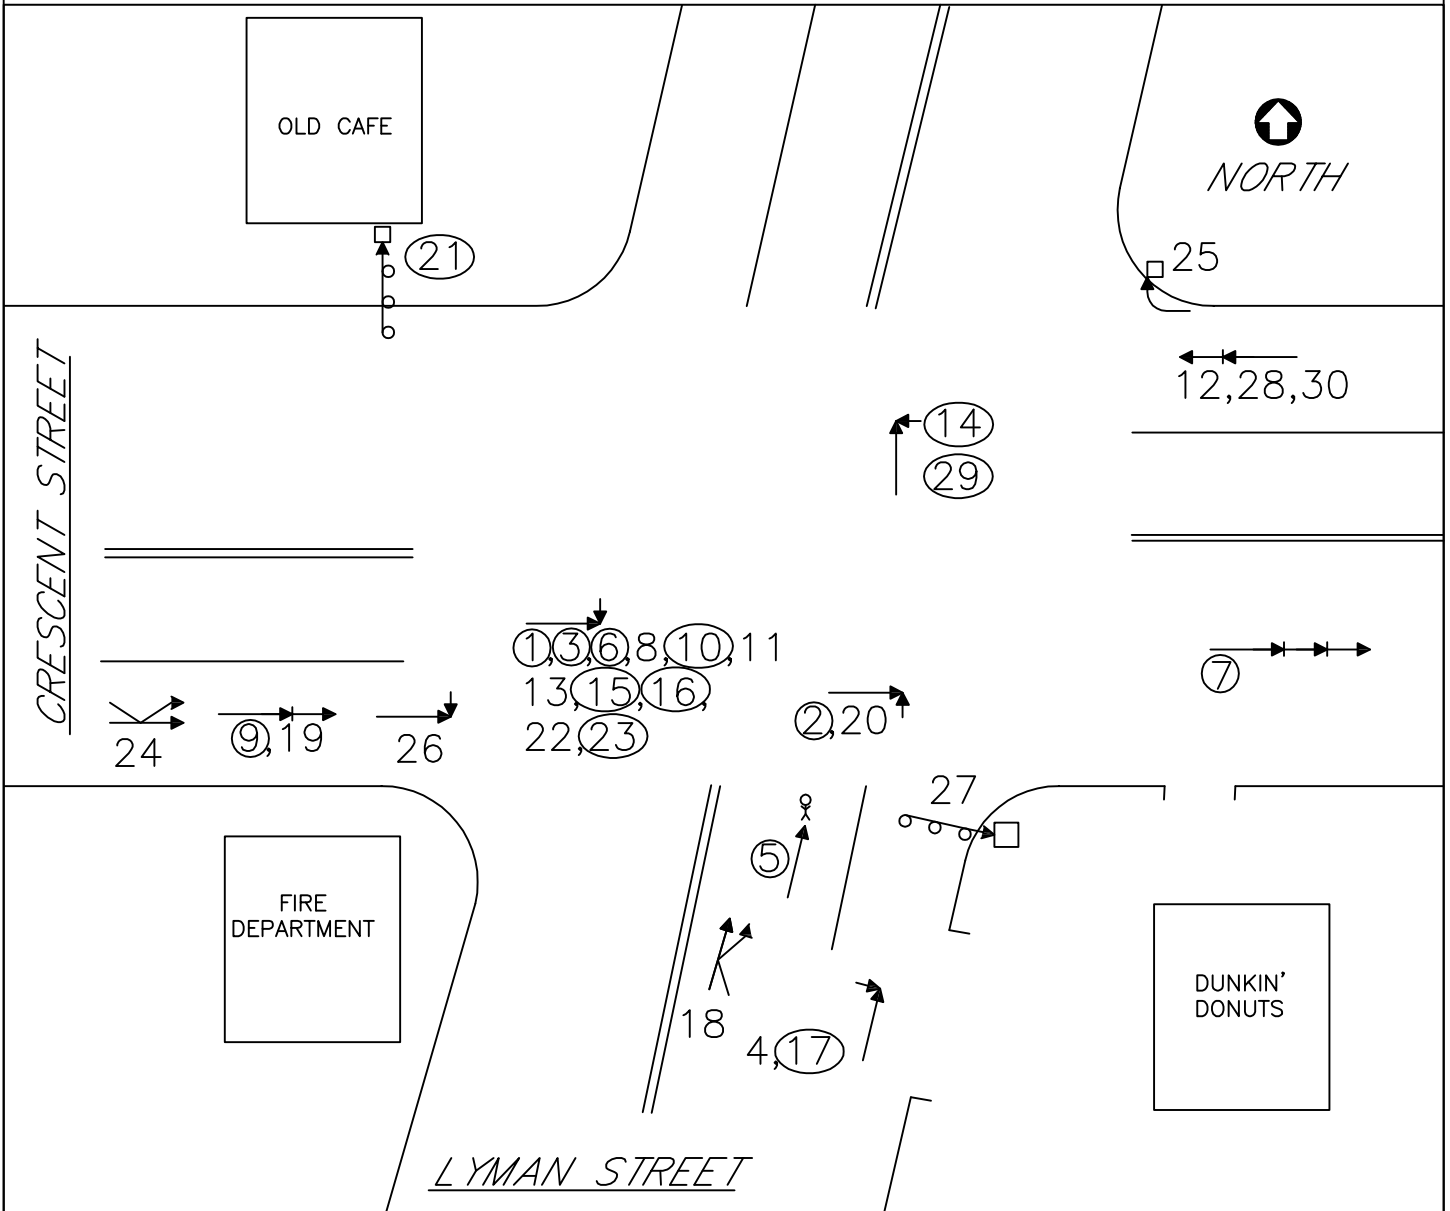 OLD CAFE
NORTH
21
25
12,28,30
14
29
CRESCENT STREET
1,3,6,8,10,11
13,15,16,
22,23
7
2,20
24
9,19
26
27
5
FIRE
DEPARTMENT
DUNKIN'
DONUTS
18
4,17
LYMAN STREET